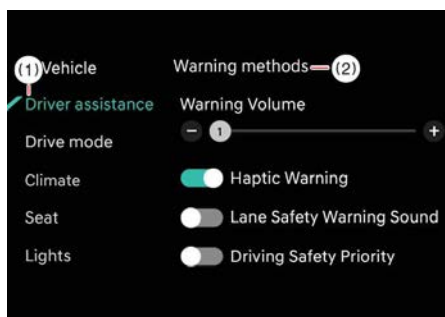 (1) Vehicle
Warning methods (2)
Driver assistance
Warning Volume
Drive mode
− 1 +
Climate
Haptic Warning
Seat
Lane Safety Warning Sound
Lights
Driving Safety Priority